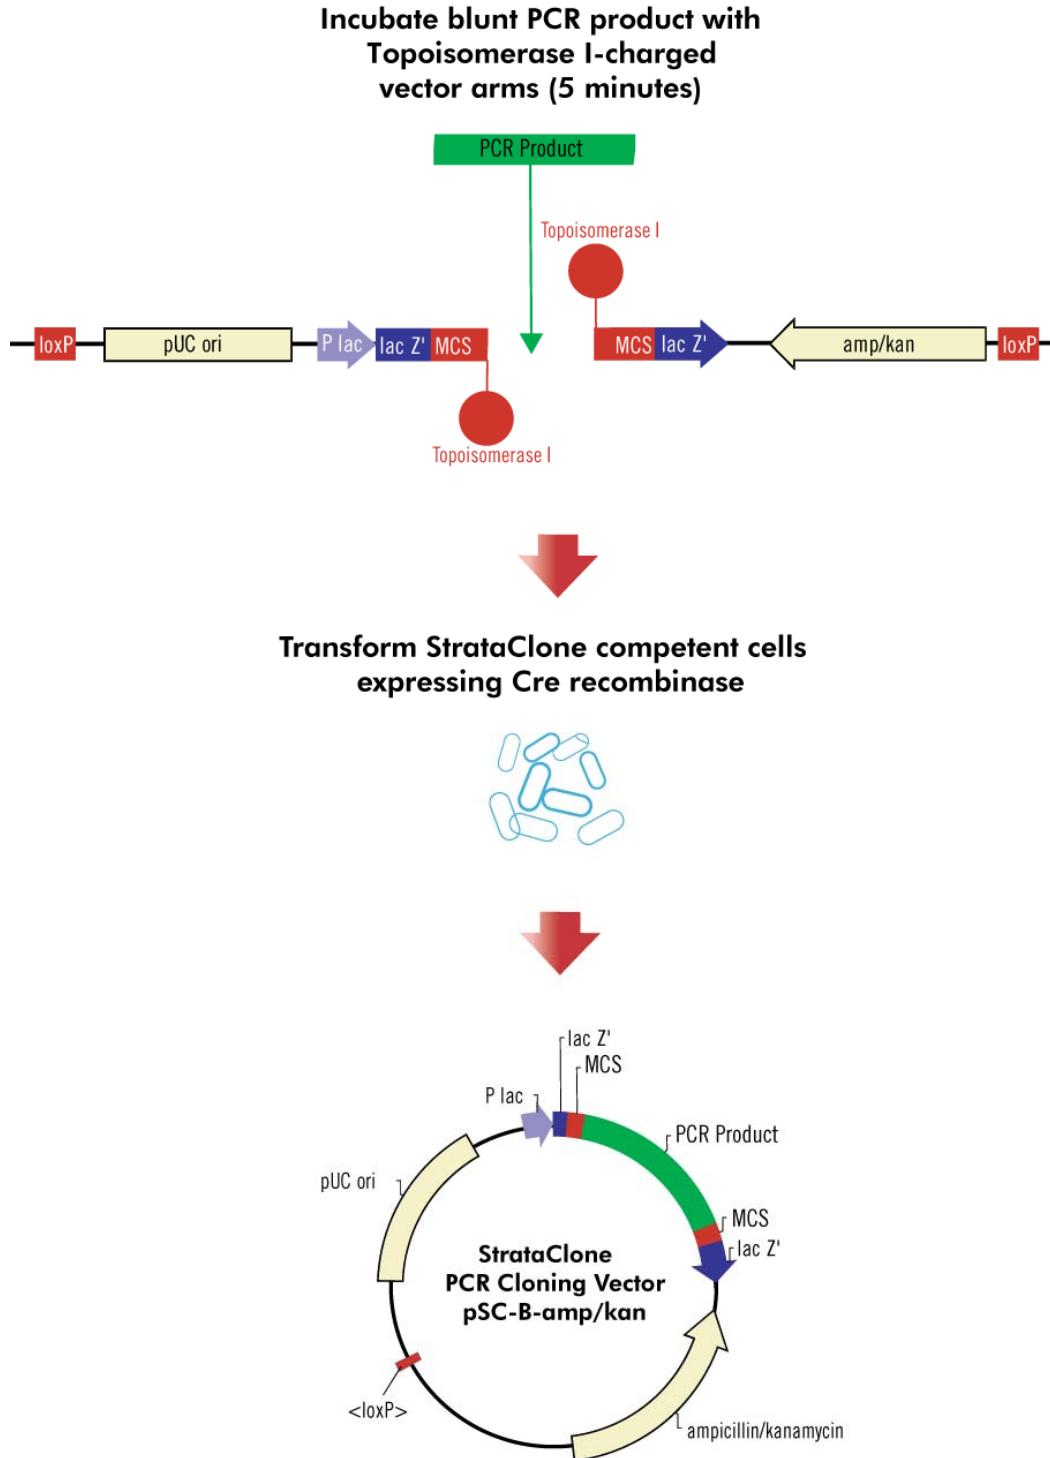 Incubate blunt PCR product with
Topoisomerase I-charged
vector arms (5 minutes)
PCR Product
Topoisomerase I
loxP
pUC ori
P lac
lac Z'
MCS
MCS
lac Z'
amp/kan
loxP
Topoisomerase I
Transform StrataClone competent cells
expressing Cre recombinase
lac Z'
MCS
P lac
PCR Product
pUC ori
MCS
lac Z'
StrataClone
PCR Cloning Vector
pSC-B-amp/kan
<loxP>
ampicillin/kanamycin